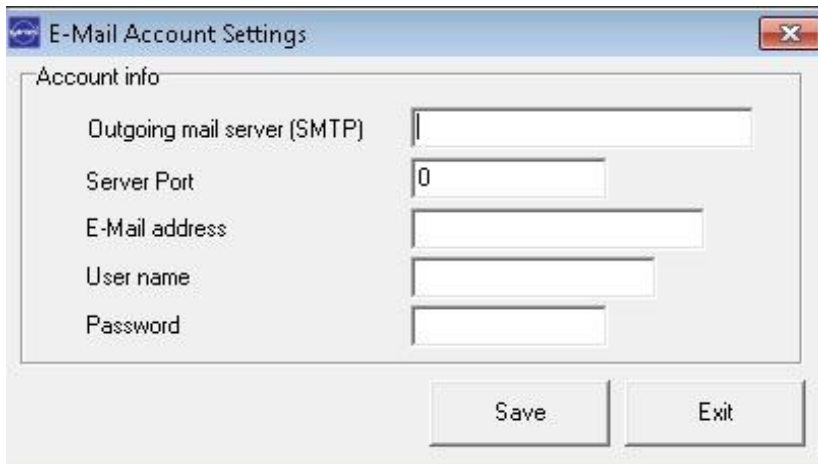 E-Mail Account Settings
Account info
Outgoing mail server (SMTP)
Server Port 0
E-Mail address
User name
Password
Save Exit